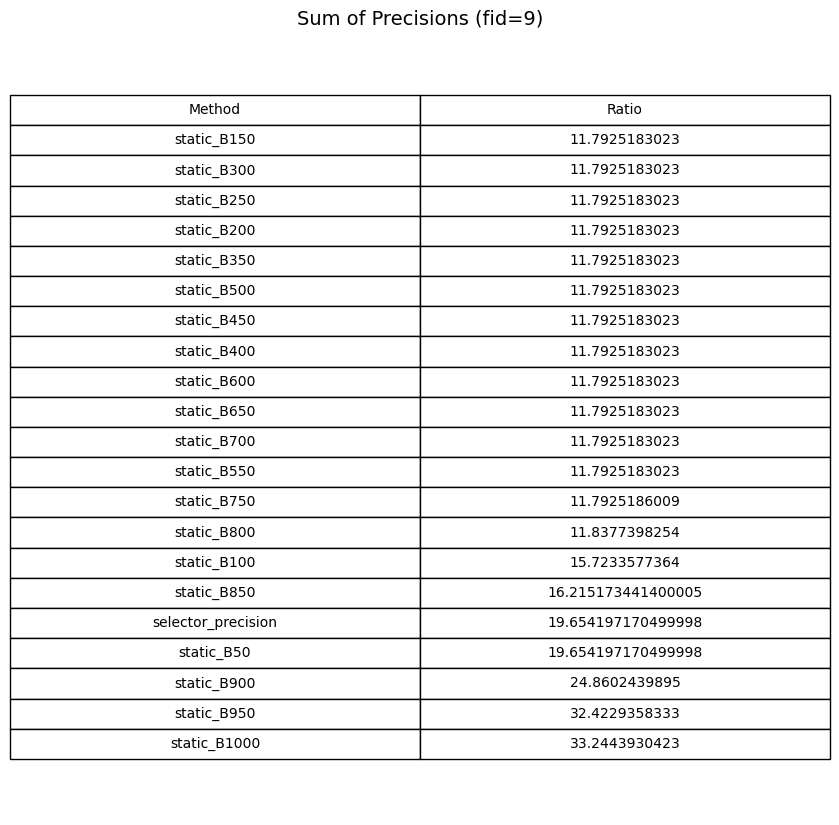 Sum of Precisions (fid=9)
Method Ratio
static_B150 11.7925183023
static_B300 11.7925183023
static_B250 11.7925183023
static_B200 11.7925183023
static_B350 11.7925183023
static_B500 11.7925183023
static_B450 11.7925183023
static_B400 11.7925183023
static_B600 11.7925183023
static_B650 11.7925183023
static_B700 11.7925183023
static_B550 11.7925183023
static_B750 11.7925186009
static_B800 11.8377398254
static_B100 15.7233577364
static_B850 16.215173441400005
selector_precision 19.654197170499998
static_B50 19.654197170499998
static_B900 24.8602439895
static_B950 32.4229358333
static_B1000 33.2443930423